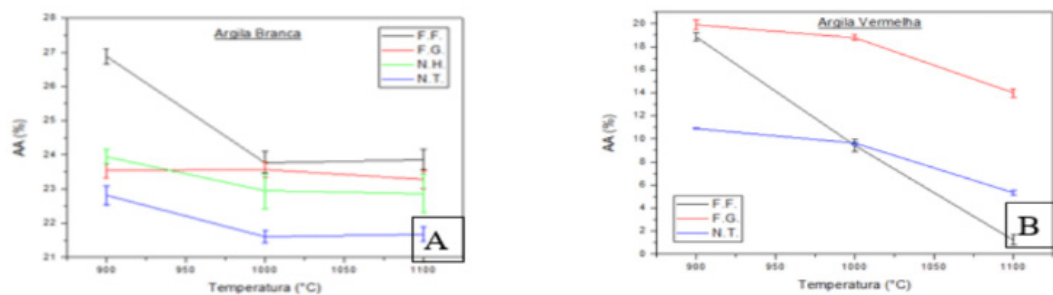 Argila Branca
F.F.
F.G.
N.H.
N.T.
AA (%)
28
27
26
25
24
23
22
21
900
950
1000
1050
1100
Temperatura (°C)
A
Argila Vermelha
F.F.
F.G.
N.T.
AA (%)
20
18
16
14
12
10
8
6
4
2
0
900
950
1000
1050
1100
Temperatura (°C)
B